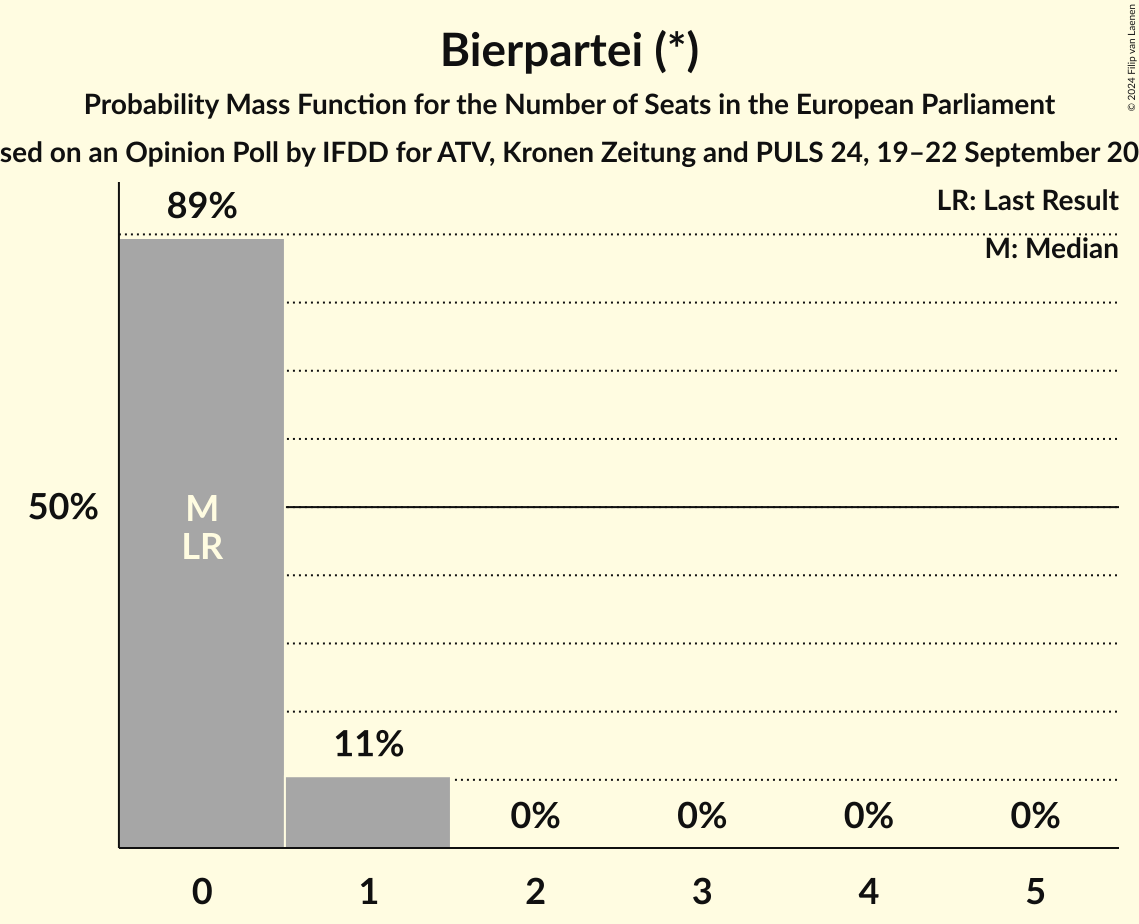 Bierpartei (*)
Probability Mass Function for the Number of Seats in the European Parliament
sed on an Opinion Poll by IFDD for ATV, Kronen Zeitung and PULS 24, 19–22 September 20
© 2024 Filip van Laenen
LR: Last Result
M: Median
89%
50%
M
LR
11%
0% 0% 0% 0%
0 1 2 3 4 5